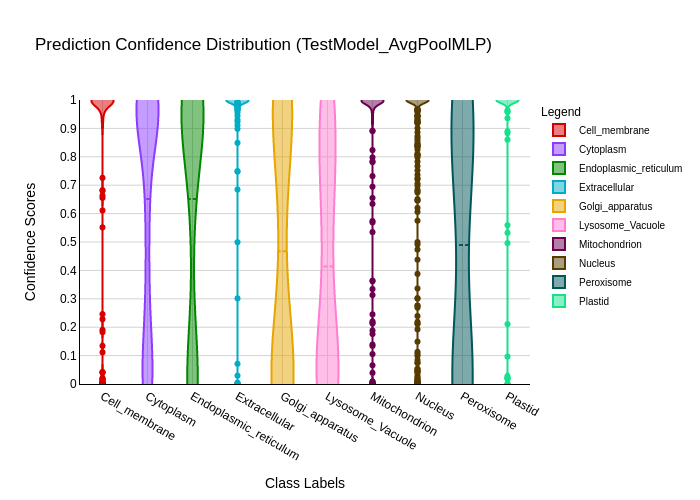 Prediction Confidence Distribution (TestModel_AvgPoolMLP)
Legend
Cell_membrane
Cytoplasm
Endoplasmic_reticulum
Extracellular
Golgi_apparatus
Lysosome_Vacuole
Mitochondrion
Nucleus
Peroxisome
Plastid
Confidence Scores
1
0.9
0.8
0.7
0.6
0.5
0.4
0.3
0.2
0.1
0
Cell_membrane
Cytoplasm
Endoplasmic_reticulum
Extracellular
Golgi_apparatus
Lysosome_Vacuole
Mitochondrion
Nucleus
Peroxisome
Plastid
Class Labels